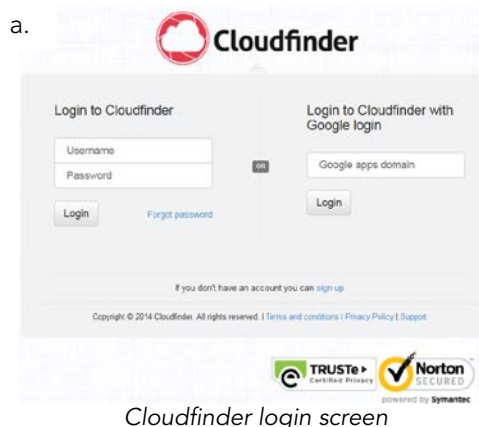 a.
Cloudfinder
Login to Cloudfinder
Username
Password
Login Forgot password
OR
Login to Cloudfinder with
Google login
Google apps domain
Login
If you don't have an account you can sign up
Copyright © 2014 Cloudfinder. All rights reserved. | Terms and conditions | Privacy Policy | Support
TRUSTe
Certified Privacy
Norton
SECURED
powered by Symantec
Cloudfinder login screen